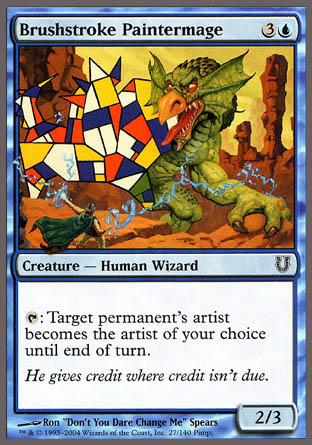 Brushstroke Paintermage 3
Creature — Human Wizard
: Target permanent's artist
becomes the artist of your choice
until end of turn.
He gives credit where credit isn't due.
Ron "Don't You Dare Change Me" Spears
™ & © 1993–2004 Wizards of the Coast, Inc. 27/140 Pimp;
2/3